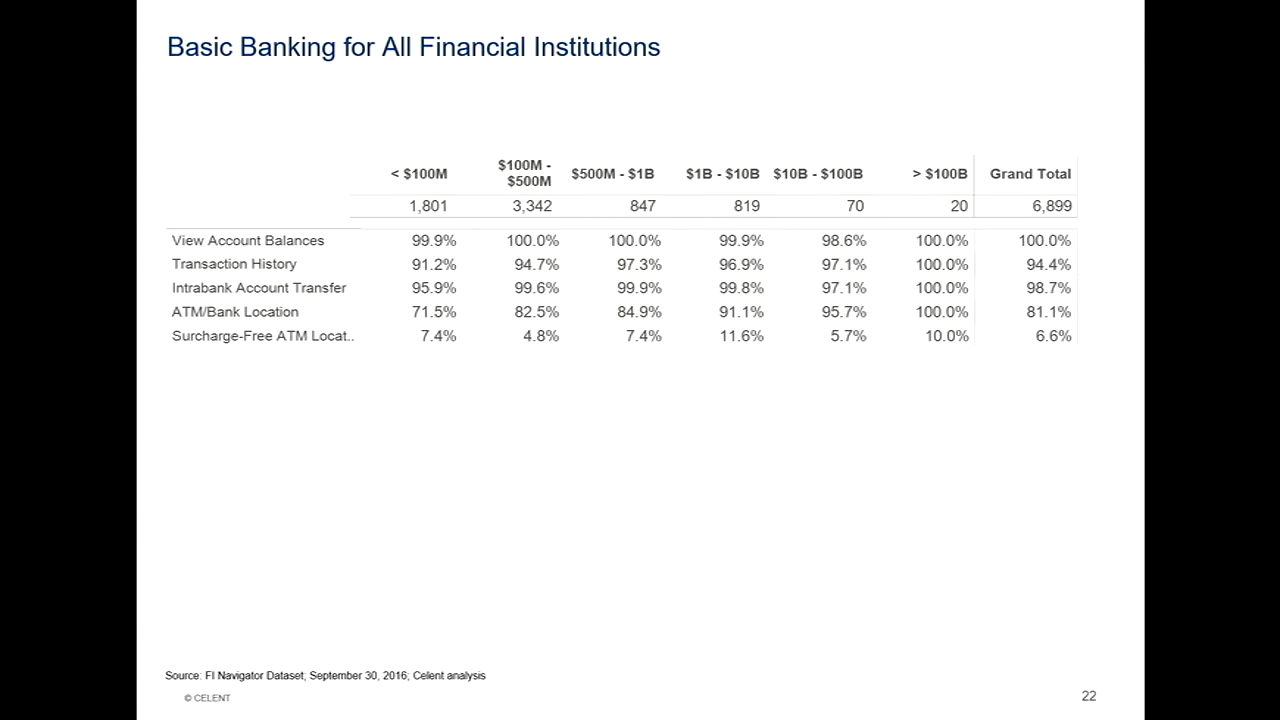 Basic Banking for All Financial Institutions
< $100M $100M - $500M $500M - $1B $1B - $10B $10B - $100B > $100B Grand Total
1,801 3,342 847 819 70 20 6,899
View Account Balances 99.9% 100.0% 100.0% 99.9% 98.6% 100.0% 100.0%
Transaction History 91.2% 94.7% 97.3% 96.9% 97.1% 100.0% 94.4%
Intrabank Account Transfer 95.9% 99.6% 99.9% 99.8% 97.1% 100.0% 98.7%
ATM/Bank Location 71.5% 82.5% 84.9% 91.1% 95.7% 100.0% 81.1%
Surcharge-Free ATM Locat.. 7.4% 4.8% 7.4% 11.6% 5.7% 10.0% 6.6%
Source: FI Navigator Dataset; September 30, 2016; Celent analysis
© CELENT 22